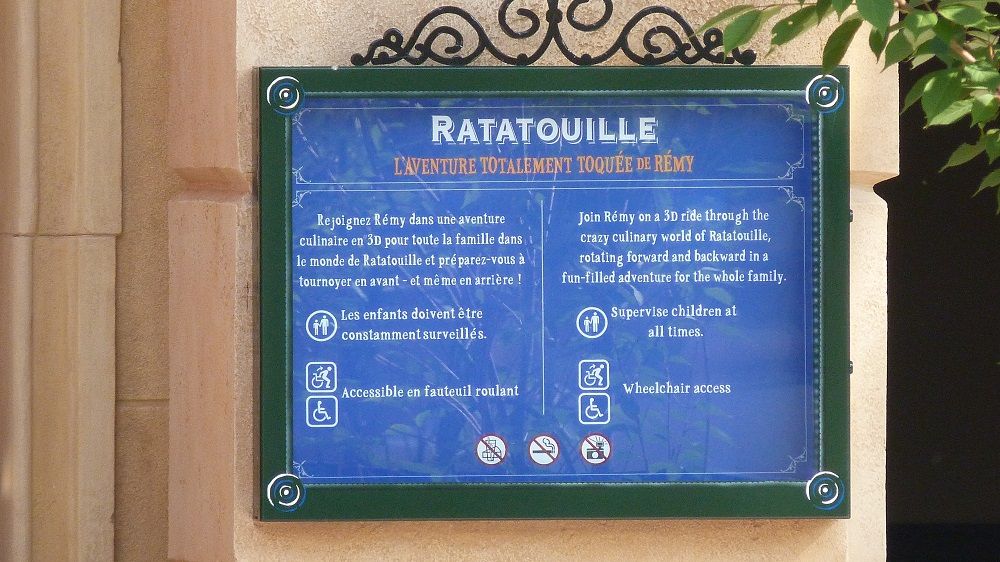 RATATOUILLE
L'AVENTURE TOTALEMENT TOQUÉE DE RÉMY
Rejoignez Rémy dans une aventure
culinaire en 3D pour toute la famille dans
le monde de Ratatouille et préparez-vous à
tournoyer en avant - et même en arrière !
Les enfants doivent être
constamment surveillés.
Accessible en fauteuil roulant
Join Rémy on a 3D ride through the
crazy culinary world of Ratatouille,
rotating forward and backward in a
fun-filled adventure for the whole family.
Supervise children at
all times.
Wheelchair access